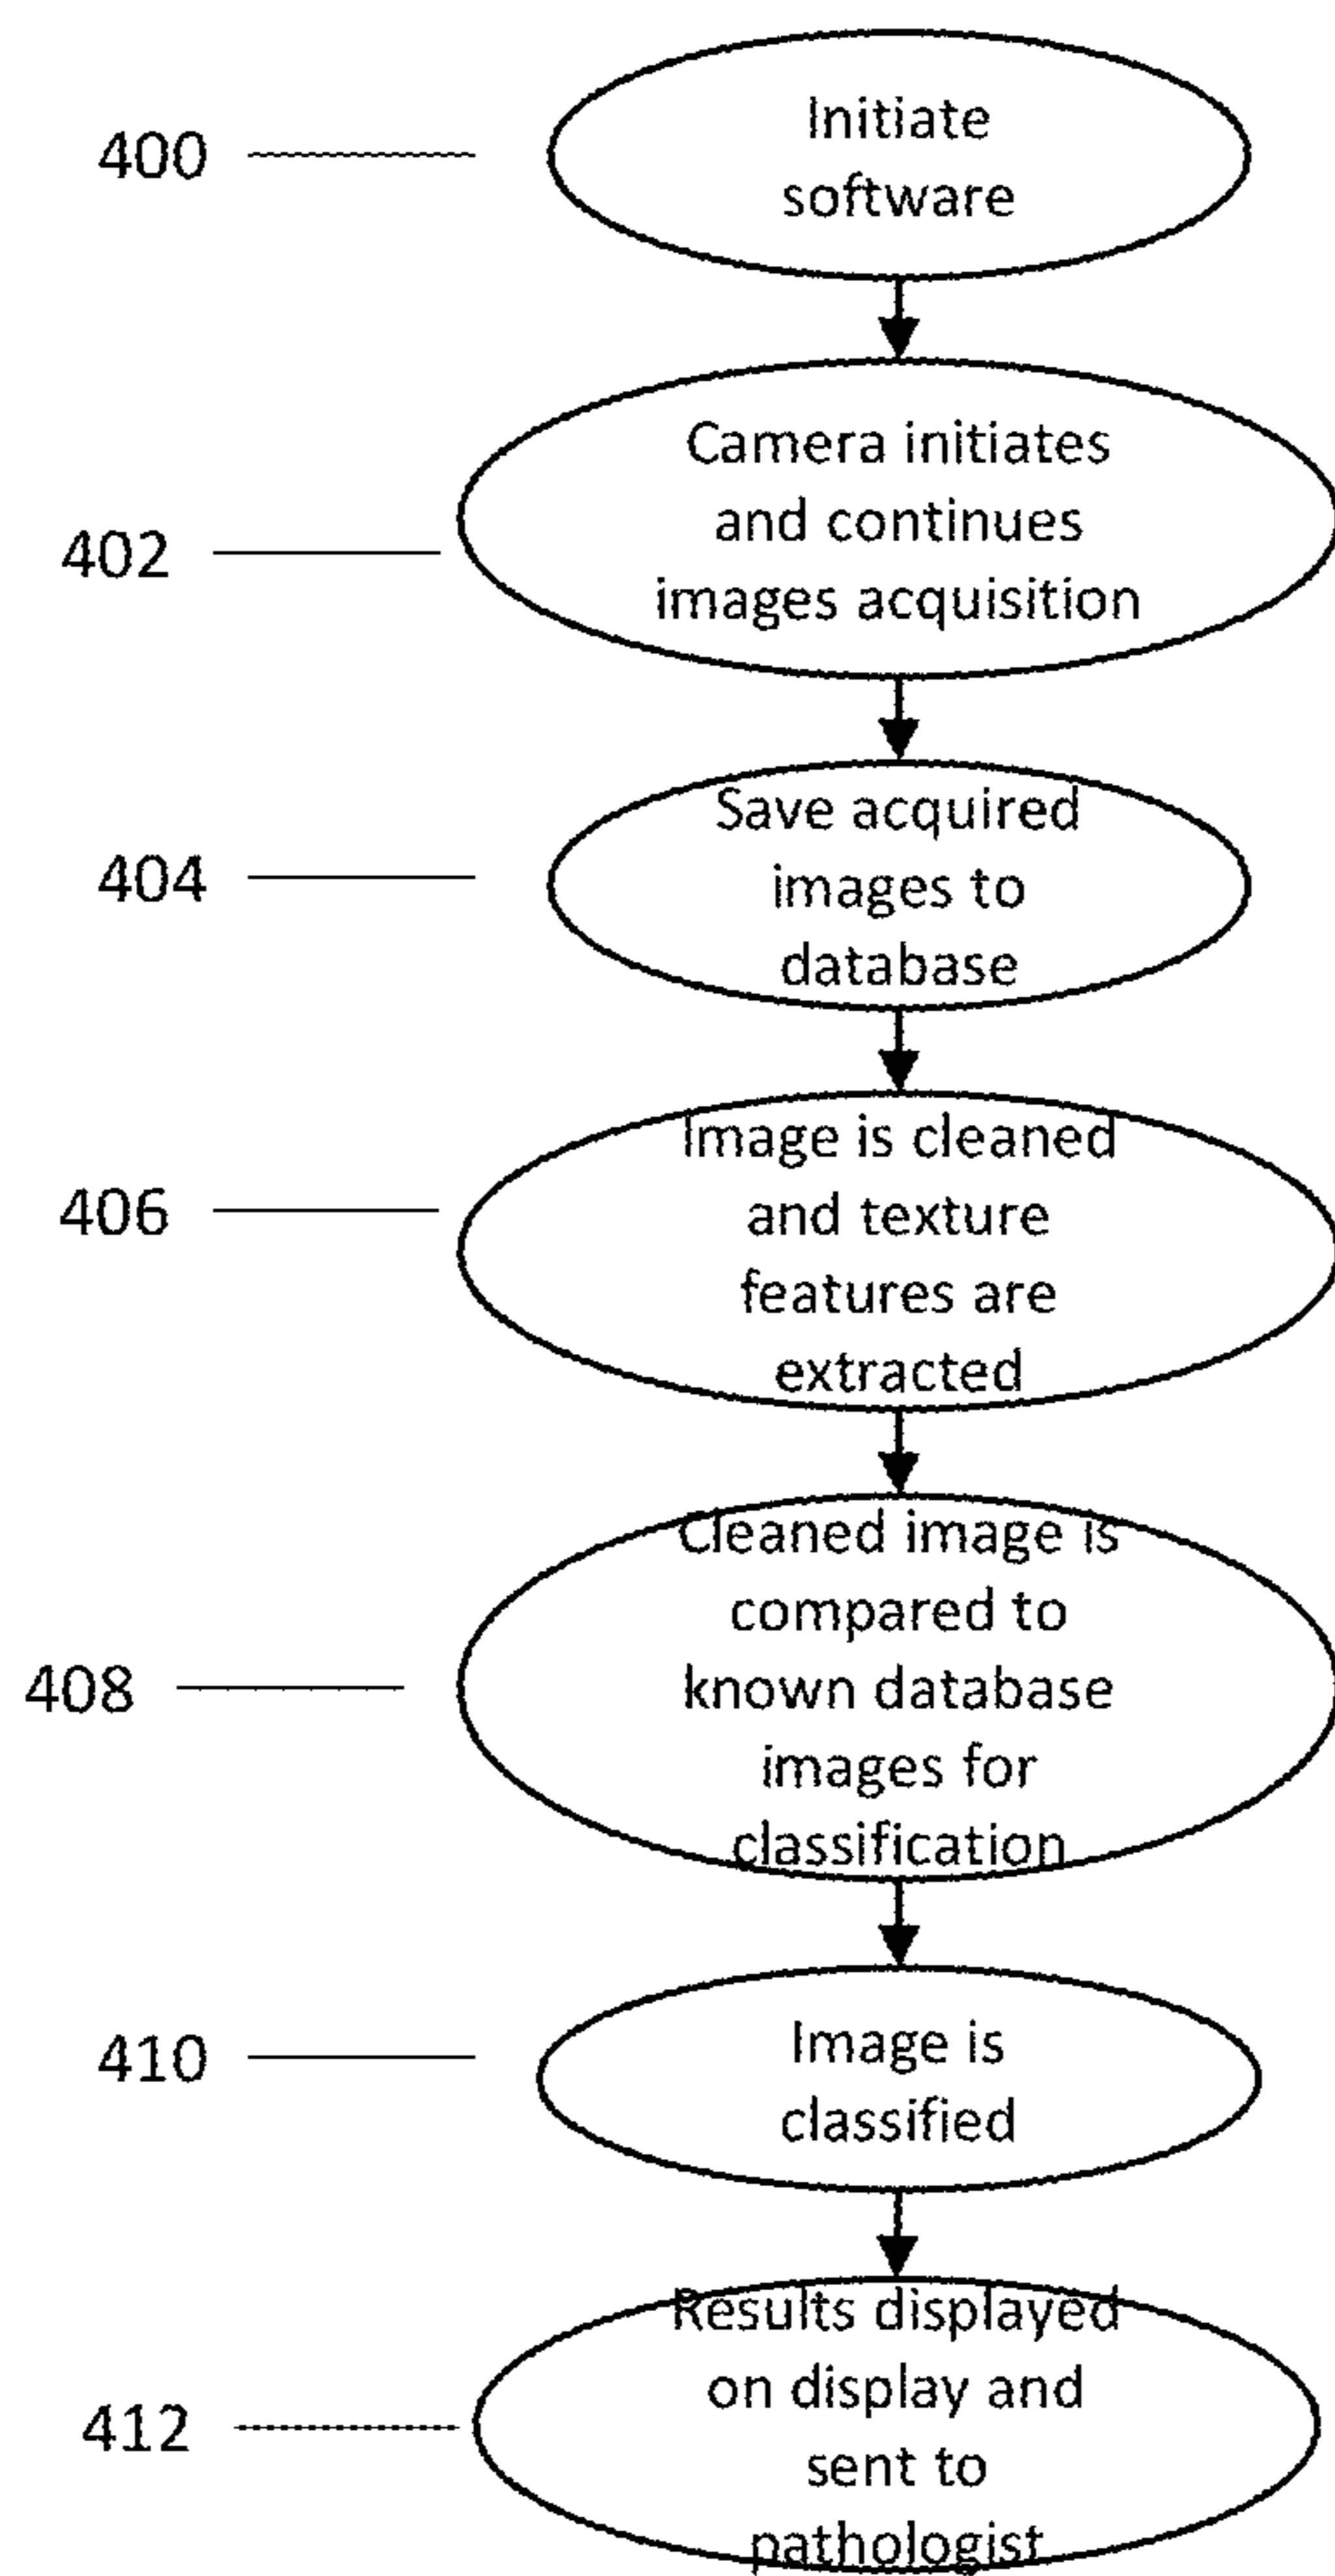 400
Initiate
software
402
Camera initiates
and continues
images acquisition
404
Save acquired
images to
database
406
Image is cleaned
and texture
features are
extracted
408
Cleaned image is
compared to
known database
images for
classification
410
Image is
classified
412
Results displayed
on display and
sent to
pathologist